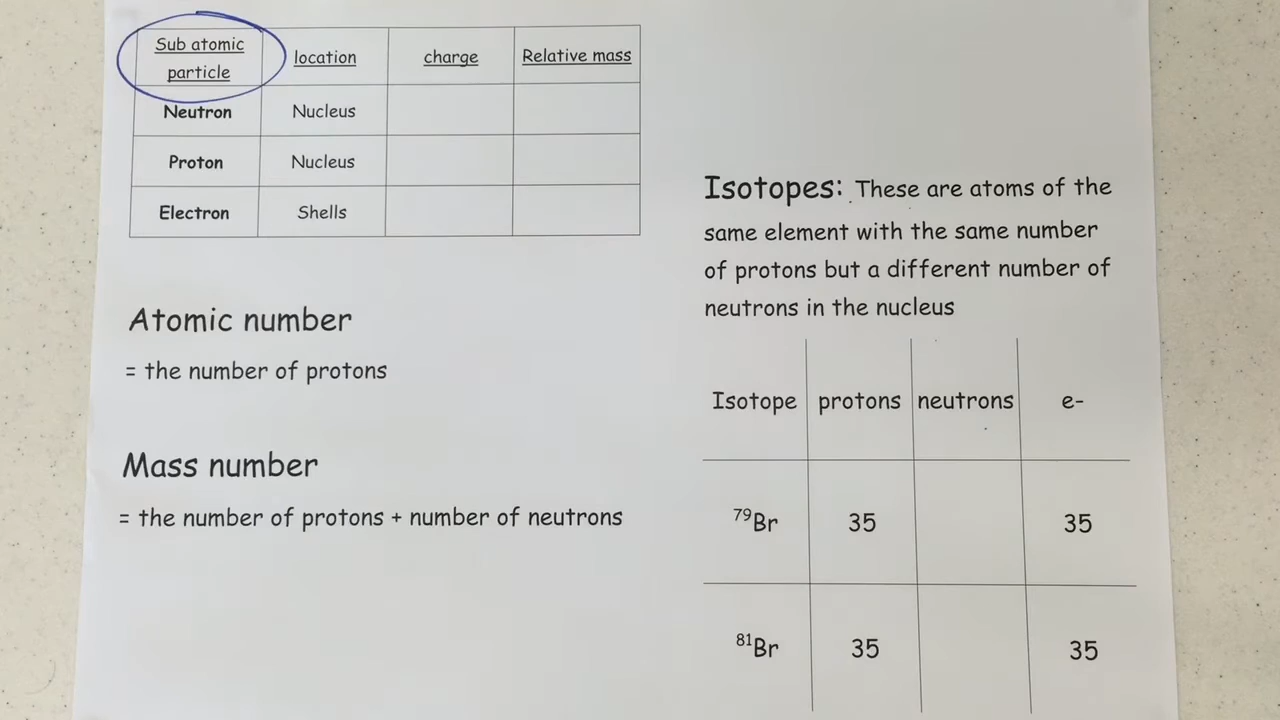 Sub atomic particle location charge Relative mass
Neutron Nucleus
Proton Nucleus
Electron Shells
Atomic number
= the number of protons
Mass number
= the number of protons + number of neutrons
Isotopes: These are atoms of the
same element with the same number
of protons but a different number of
neutrons in the nucleus
Isotope protons neutrons e-
⁷⁹Br 35 35
⁸¹Br 35 35